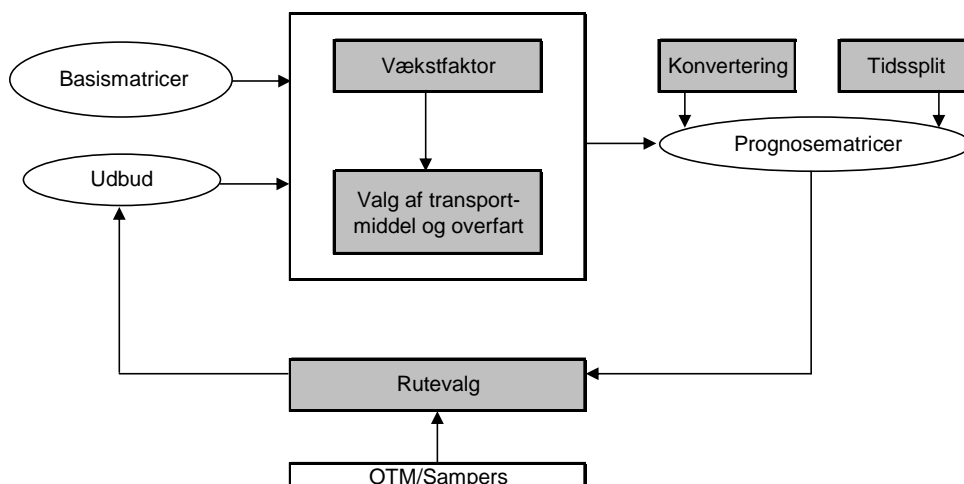 Basismatricer
Vækstfaktor
Konvertering
Tidssplit
Prognosematricer
Udbud
Valg af transport-
middel og overfart
Rutevalg
OTM/Sampers